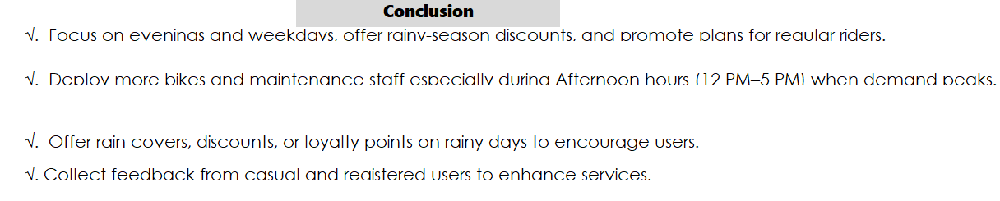 Conclusion
√. Focus on evenings and weekdays, offer rainy-season discounts, and promote plans for regular riders.
√. Deploy more bikes and maintenance staff especially during Afternoon hours (12 PM–5 PM) when demand peaks.
√. Offer rain covers, discounts, or loyalty points on rainy days to encourage users.
√. Collect feedback from casual and registered users to enhance services.